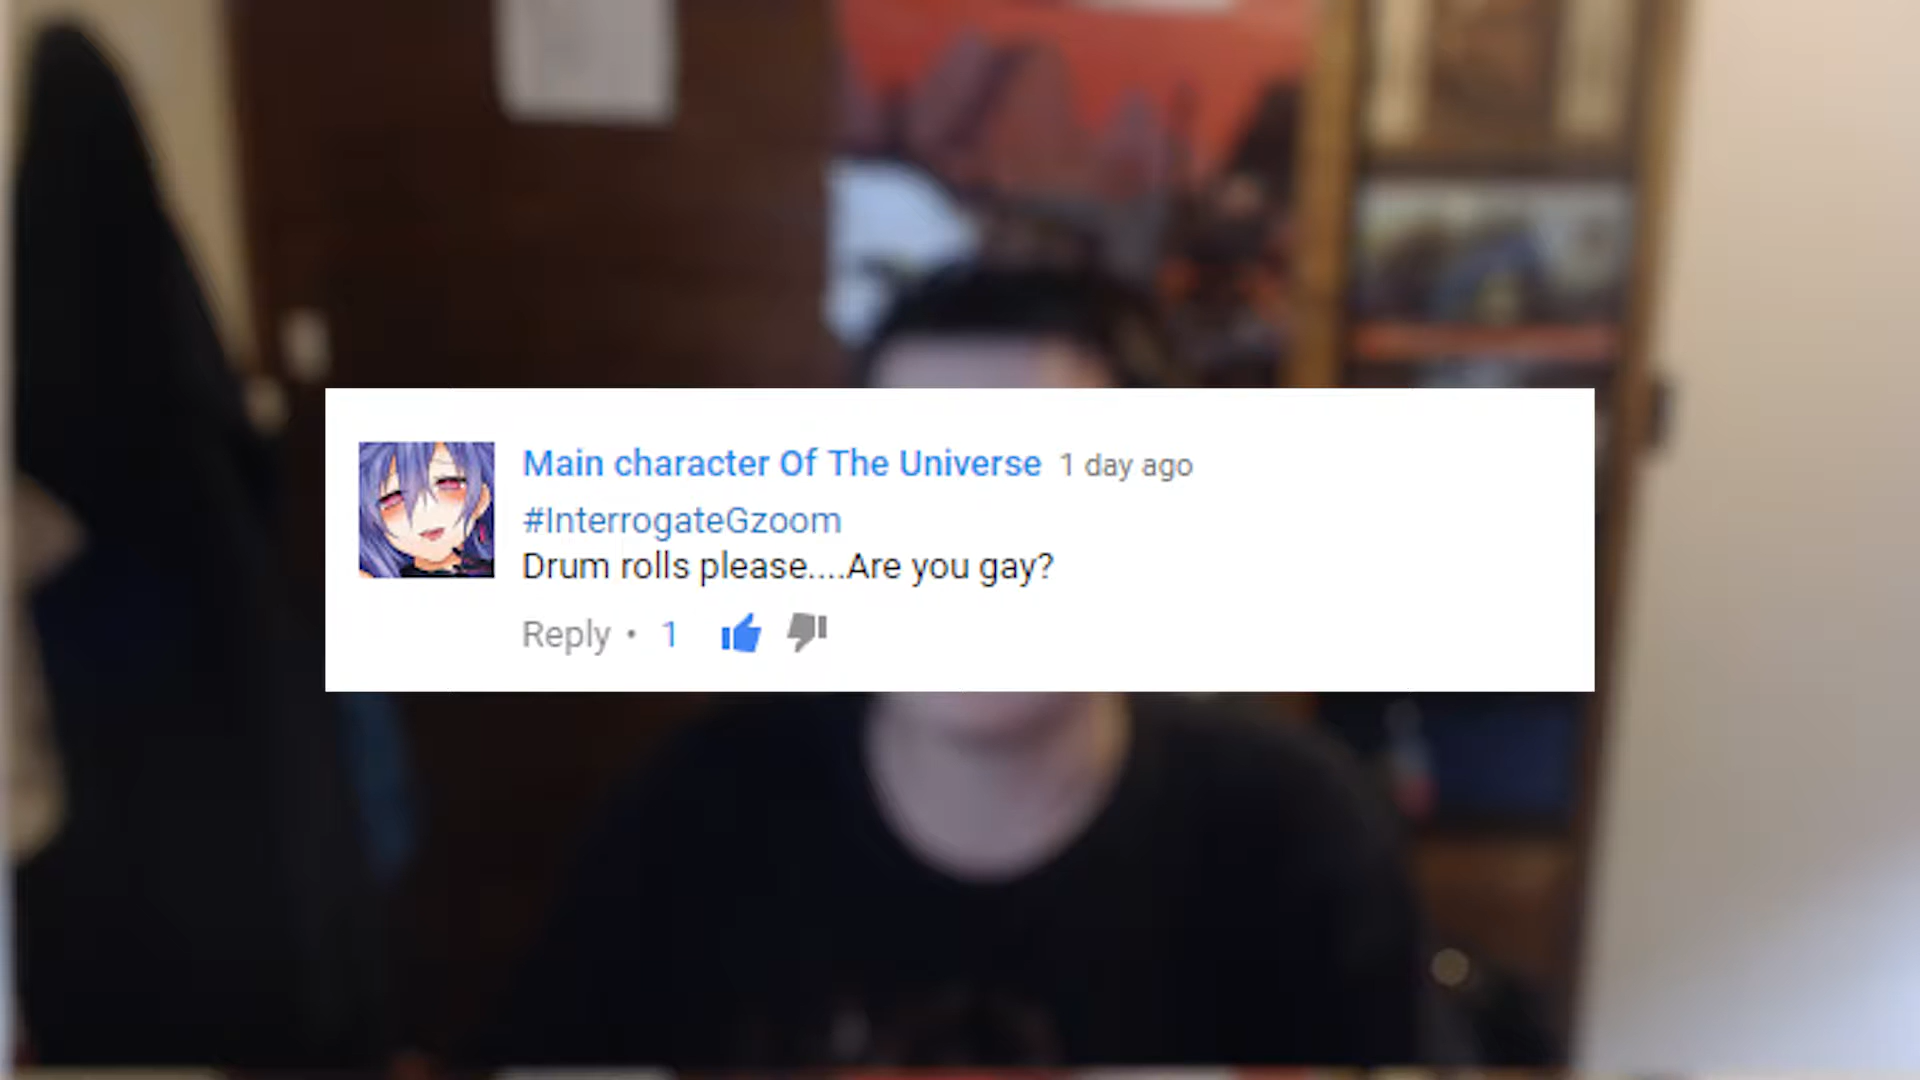 Main character Of The Universe 1 day ago
#InterrogateGzoom
Drum rolls please....Are you gay?
Reply • 1